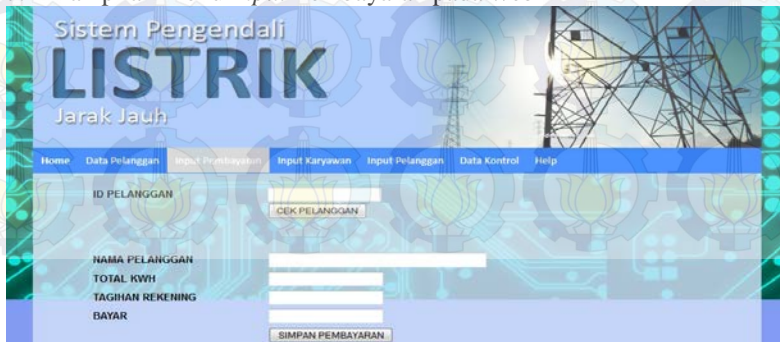 Sistem Pengendali
LISTRIK
Jarak Jauh
Home Data Pelanggan Input Pembayaran Input Karyawan Input Pelanggan Data Kontrol Help
ID PELANGGAN
CEK PELANGGAN
NAMA PELANGGAN
TOTAL KWH
TAGIHAN REKENING
BAYAR
SIMPAN PEMBAYARAN